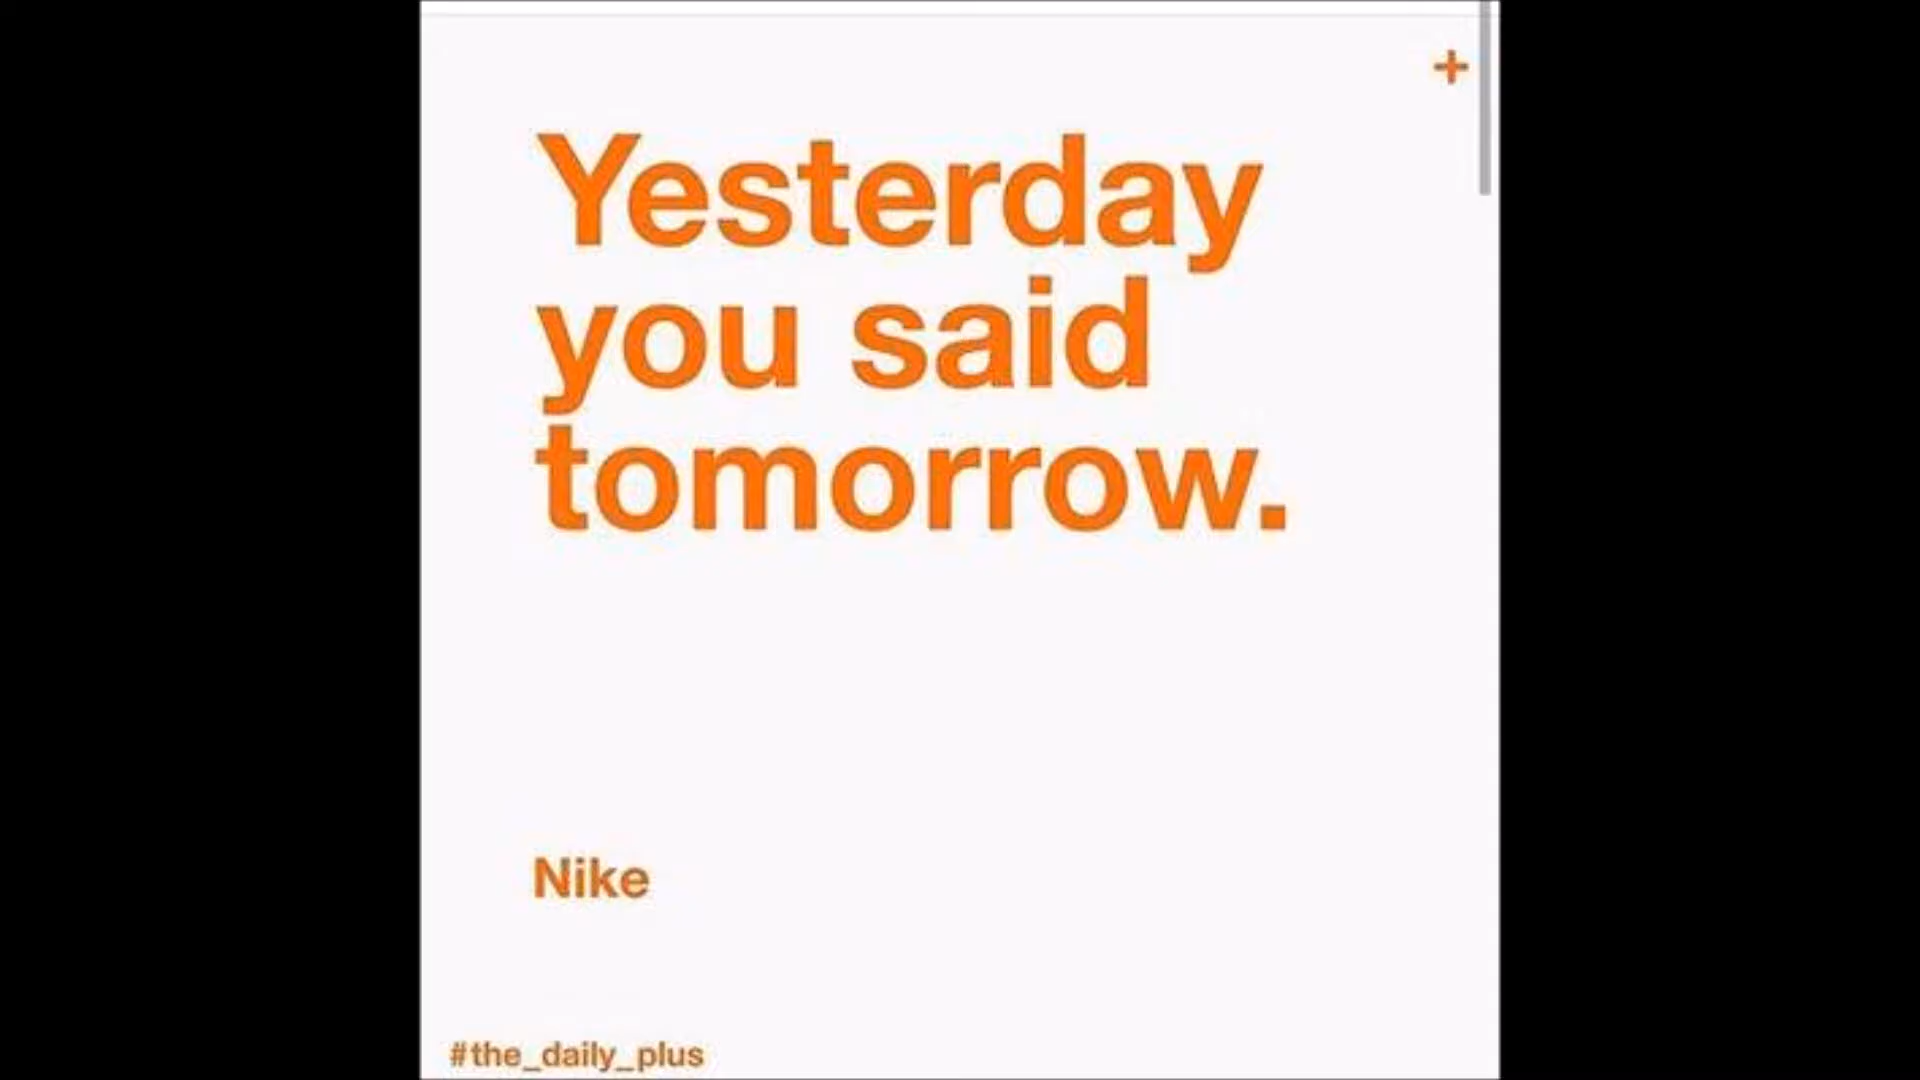 +
Yesterday
you said
tomorrow.
Nike
#the_daily_plus